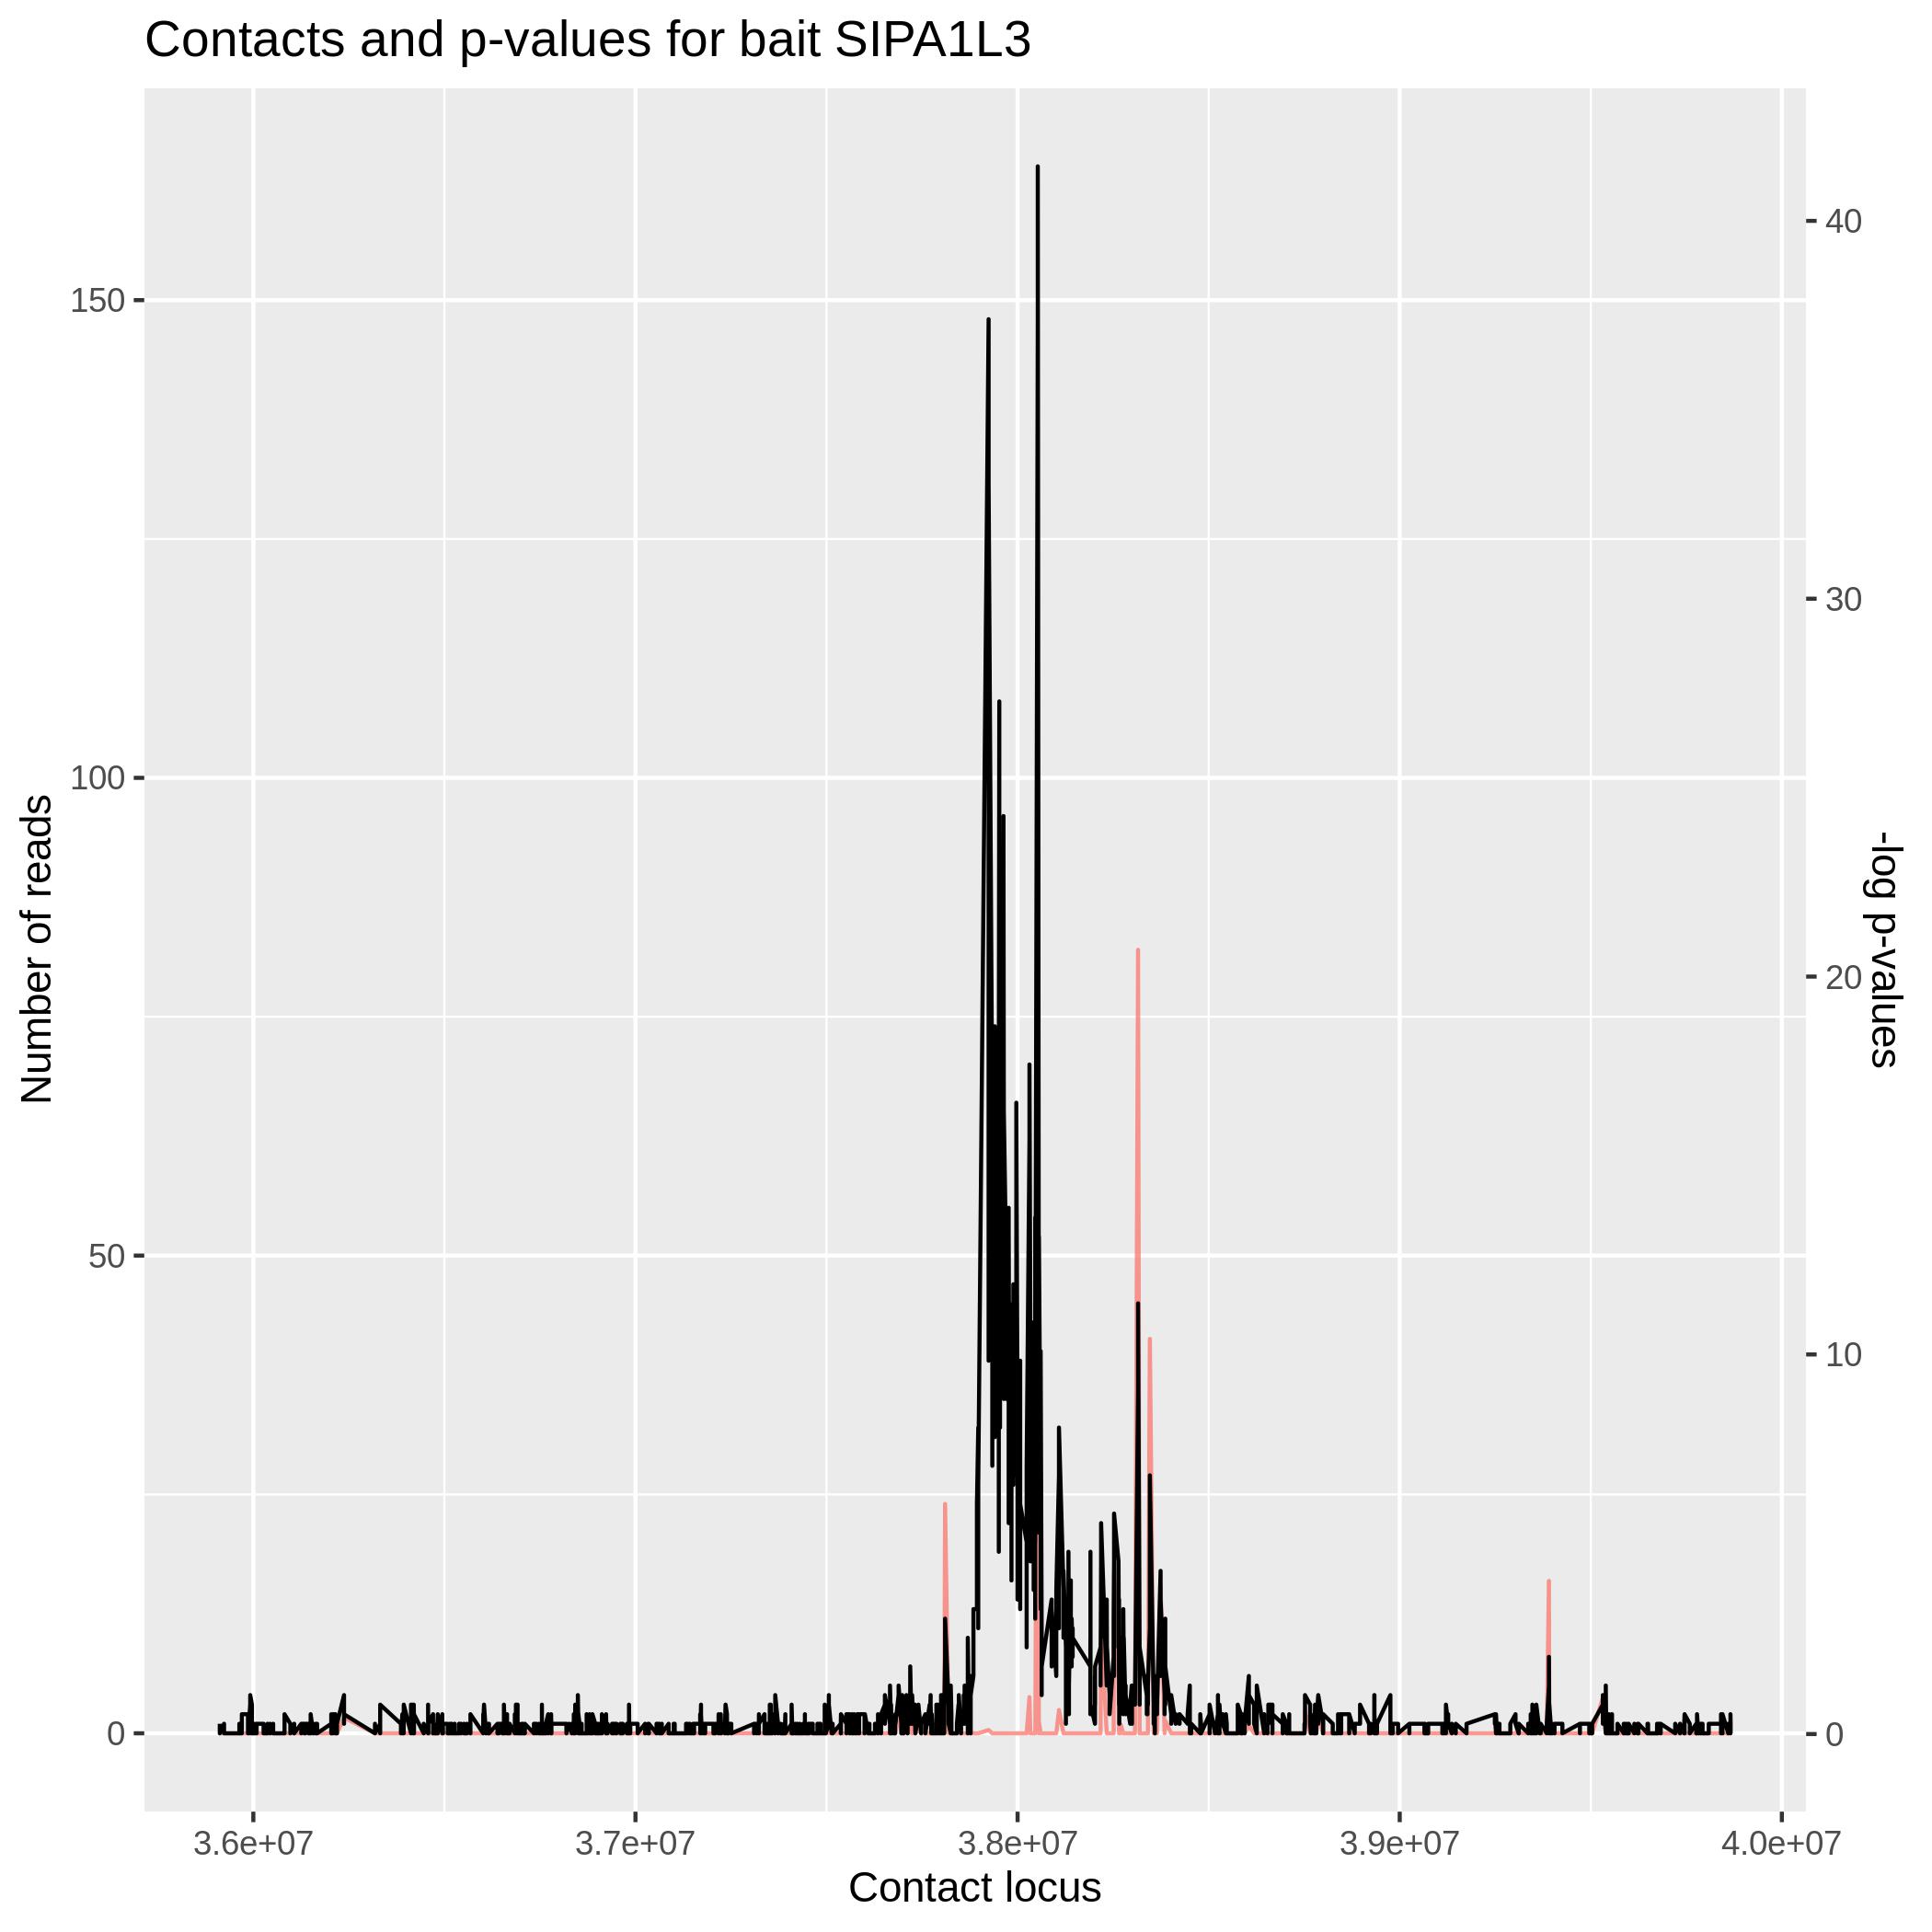 Contacts and p-values for bait SIPA1L3
Number of reads
150
100
50
0
40
30
20
10
0
-log p-values
3.6e+07
3.7e+07
3.8e+07
3.9e+07
4.0e+07
Contact locus